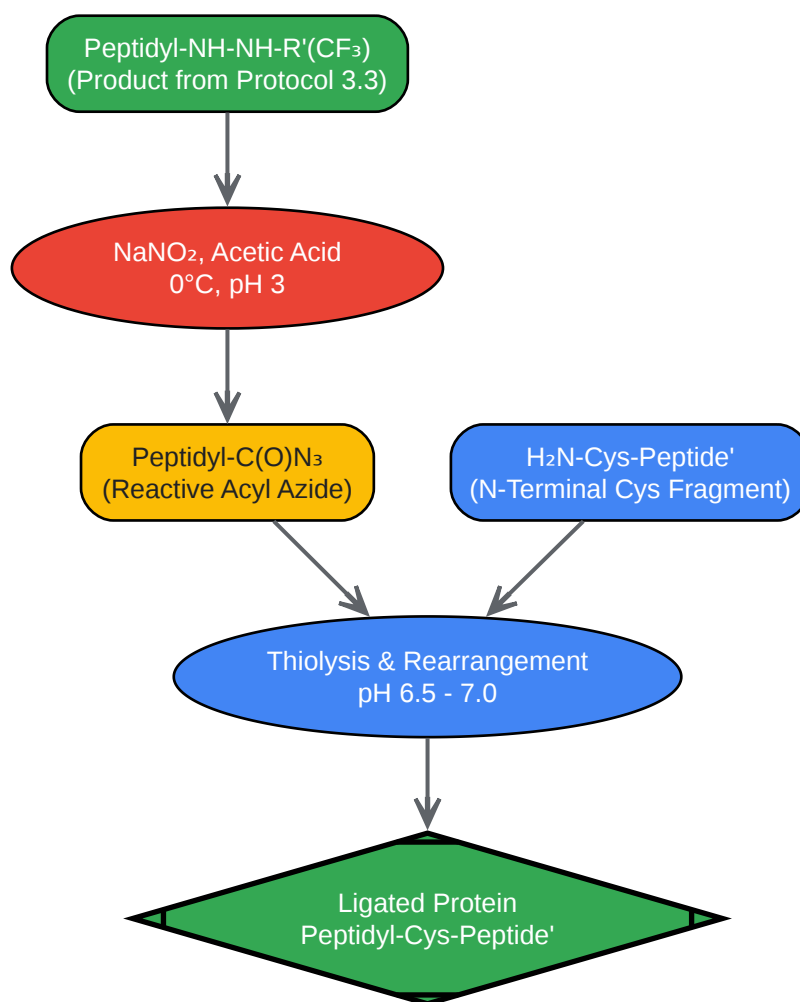 Peptidyl-NH-NH-R'(CF₃)
(Product from Protocol 3.3)
NaNO₂, Acetic Acid
0°C, pH 3
Peptidyl-C(O)N₃
(Reactive Acyl Azide)
H₂N-Cys-Peptide'
(N-Terminal Cys Fragment)
Thiolysis & Rearrangement
pH 6.5 - 7.0
Ligated Protein
Peptidyl-Cys-Peptide'